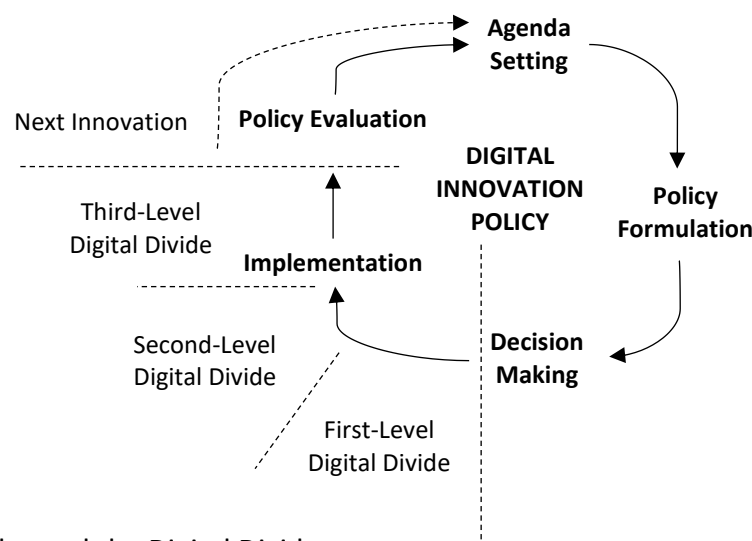 Agenda
Setting
Next Innovation
Policy Evaluation
DIGITAL
INNOVATION
POLICY
Policy
Formulation
Third-Level
Digital Divide
Implementation
Second-Level
Digital Divide
Decision
Making
First-Level
Digital Divide